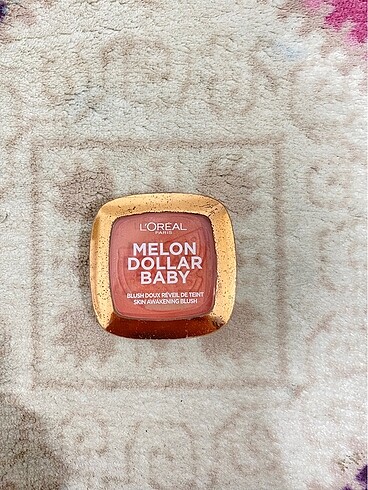 L'ORÉAL
PARIS
MELON
DOLLAR
BABY
BLUSH DOUX RÉVEIL DE TEINT
SKIN AWAKENING BLUSH